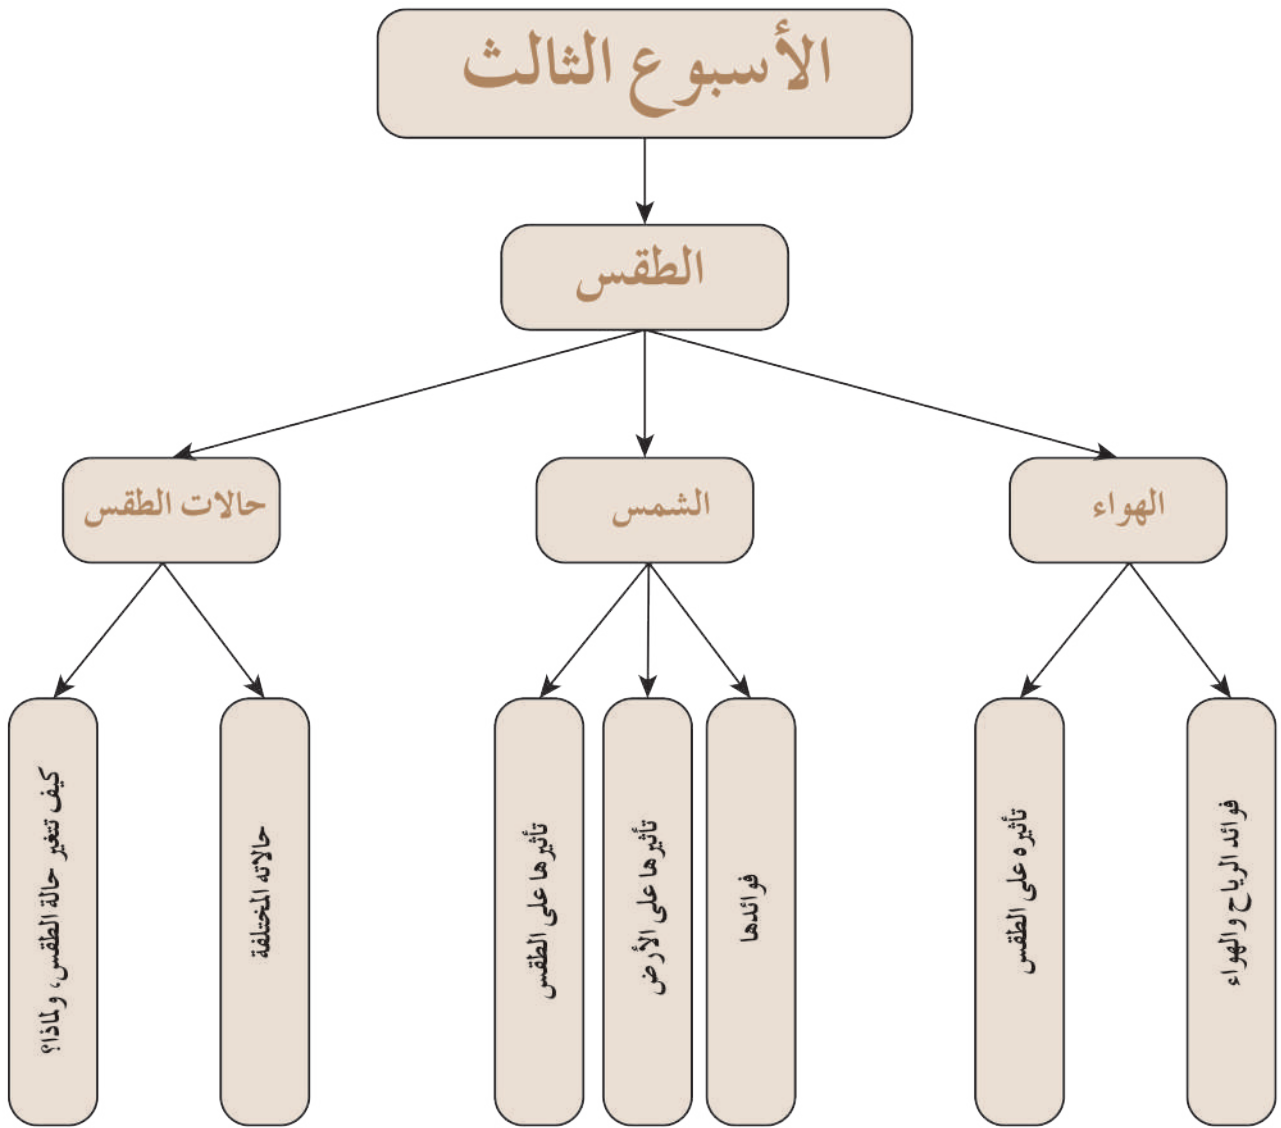 الأسبوع الثالث
الطقس
الهواء
الشمس
حالات الطقس
فوائد الرياح والهواء
تأثيره على الطقس
فوائدها
تأثيرها على الأرض
تأثيرها على الطقس
حالاته المختلفة
كيف تتغير حالة الطقس، ولماذا؟